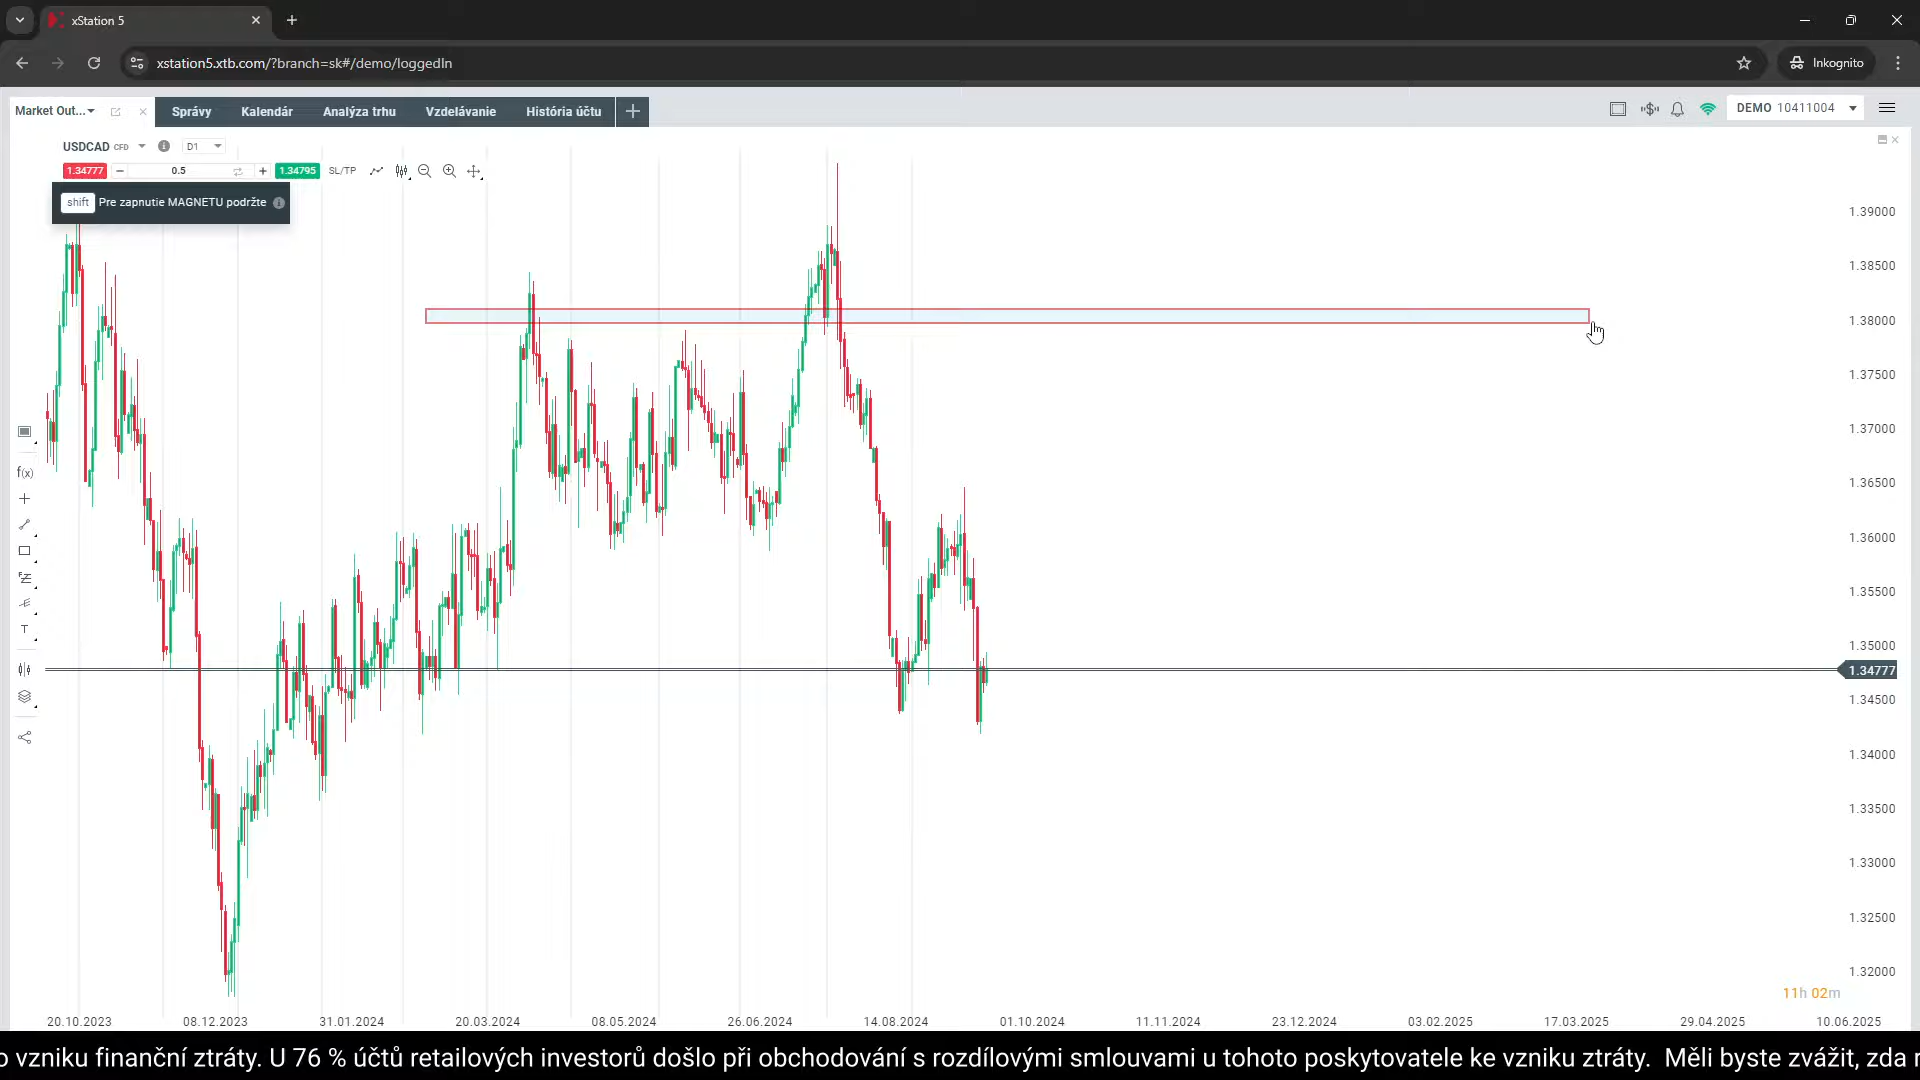 xStation 5
xstation5.xtb.com/?branch=sk#/demo/loggedIn
Inkognito
Market Out...
Správy
Kalendár
Analýza trhu
Vzdelávanie
História účtu
DEMO 10411004
USDCAD CFD
D1
1.34777
0.5
1.34795
SL/TP
shift Pre zapnutie MAGNETU podržte
f(x)
T
1.39000
1.38500
1.38000
1.37500
1.37000
1.36500
1.36000
1.35500
1.35000
1.34777
1.34500
1.34000
1.33500
1.33000
1.32500
1.32000
11h 02m
20.10.2023
08.12.2023
31.01.2024
20.03.2024
08.05.2024
26.06.2024
14.08.2024
01.10.2024
11.11.2024
23.12.2024
03.02.2025
17.03.2025
29.04.2025
10.06.2025
o vzniku finanční ztráty. U 76 % účtů retailových investorů došlo při obchodování s rozdílovými smlouvami u tohoto poskytovatele ke vzniku ztráty. Měli byste zvážit, zda r